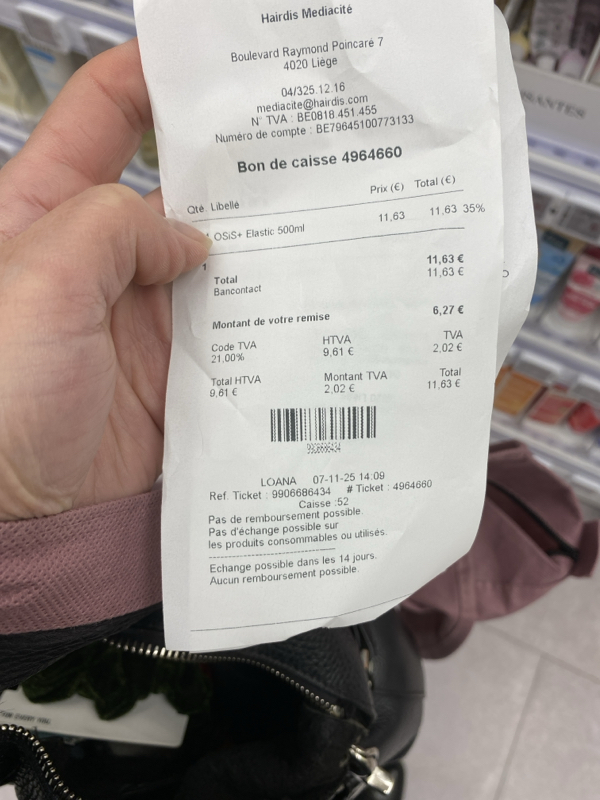 Hairdis Mediacité
Boulevard Raymond Poincaré 7
4020 Liège
04/325.12.16
mediacite@hairdis.com
N° TVA : BE0818.451.455
Numéro de compte : BE79645100773133
Bon de caisse 4964660
Qté Libellé Prix (€) Total (€)
1 OSiS+ Elastic 500ml 11,63 11,63 35%
1
Total 11,63 €
Bancontact 11,63 €
Montant de votre remise 6,27 €
Code TVA HTVA TVA
21,00% 9,61 € 2,02 €
Total HTVA Montant TVA Total
9,61 € 2,02 € 11,63 €
9906686434
LOANA 07-11-25 14:09
Ref. Ticket : 9906686434 # Ticket : 4964660
Caisse :52
Pas de remboursement possible.
Pas d'échange possible sur
les produits consommables ou utilisés.
Echange possible dans les 14 jours.
Aucun remboursement possible.